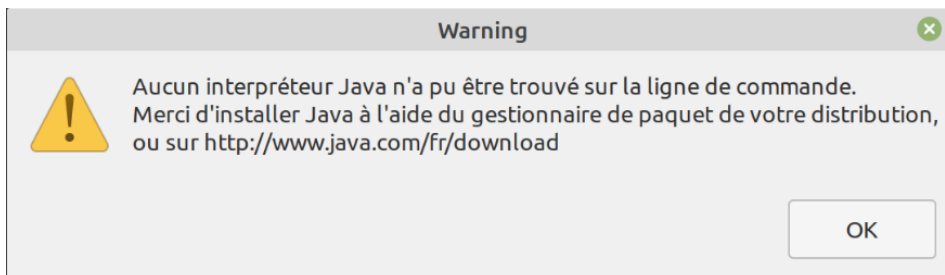 Warning
Aucun interpréteur Java n'a pu être trouvé sur la ligne de commande.
Merci d'installer Java à l'aide du gestionnaire de paquet de votre distribution,
ou sur http://www.java.com/fr/download
OK